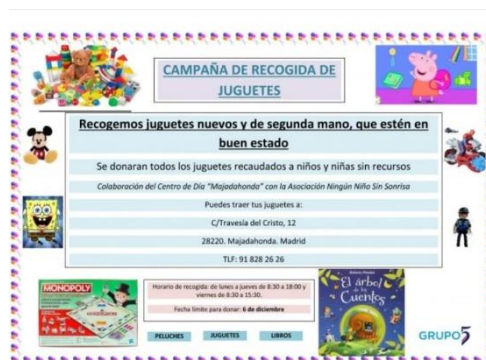 CAMPAÑA DE RECOGIDA DE
JUGUETES
Recogemos juguetes nuevos y de segunda mano, que estén en
buen estado
Se donaran todos los juguetes recaudados a niños y niñas sin recursos
Colaboración del Centro de Día "Majadahonda" con la Asociación Ningún Niño Sin Sonrisa
Puedes traer tus juguetes a:
C/Travesía del Cristo, 12
28220. Majadahonda. Madrid
TLF: 91 828 26 26
MONOPOLY
Horario de recogida: de lunes a jueves de 8:30 a 18:00 y
viernes de 8:30 a 15:30.
Fecha límite para donar: 6 de diciembre
PELUCHES
JUGUETES
LIBROS
El árbol
de los
Cuentos
GRUPO5